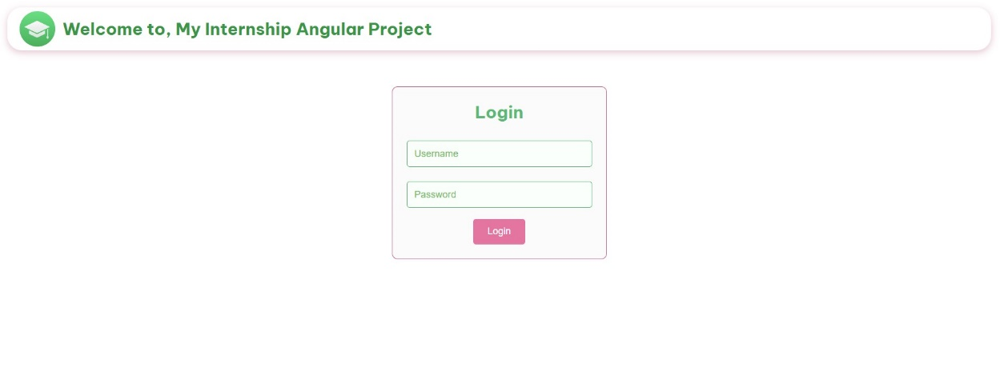 Welcome to, My Internship Angular Project
Login
Username
Password
Login